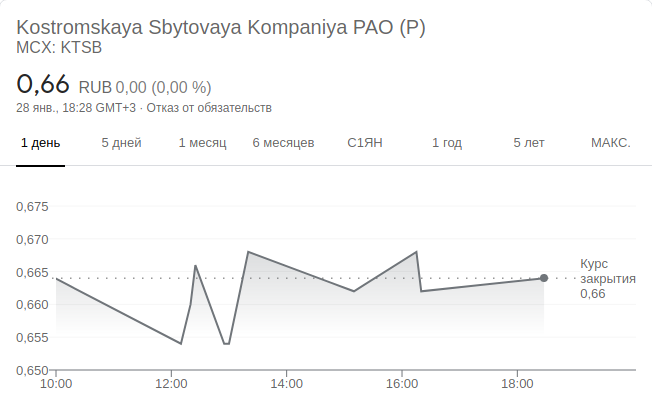 Kostromskaya Sbytovaya Kompaniya PAO (P)
MCX: KTSB
0,66 RUB 0,00 (0,00 %)
28 янв., 18:28 GMT+3 · Отказ от обязательств
1 день 5 дней 1 месяц 6 месяцев С1ЯН 1 год 5 лет МАКС.
0,675
0,670
0,665
0,660
0,655
0,650
Курс
закрытия
0,66
10:00 12:00 14:00 16:00 18:00